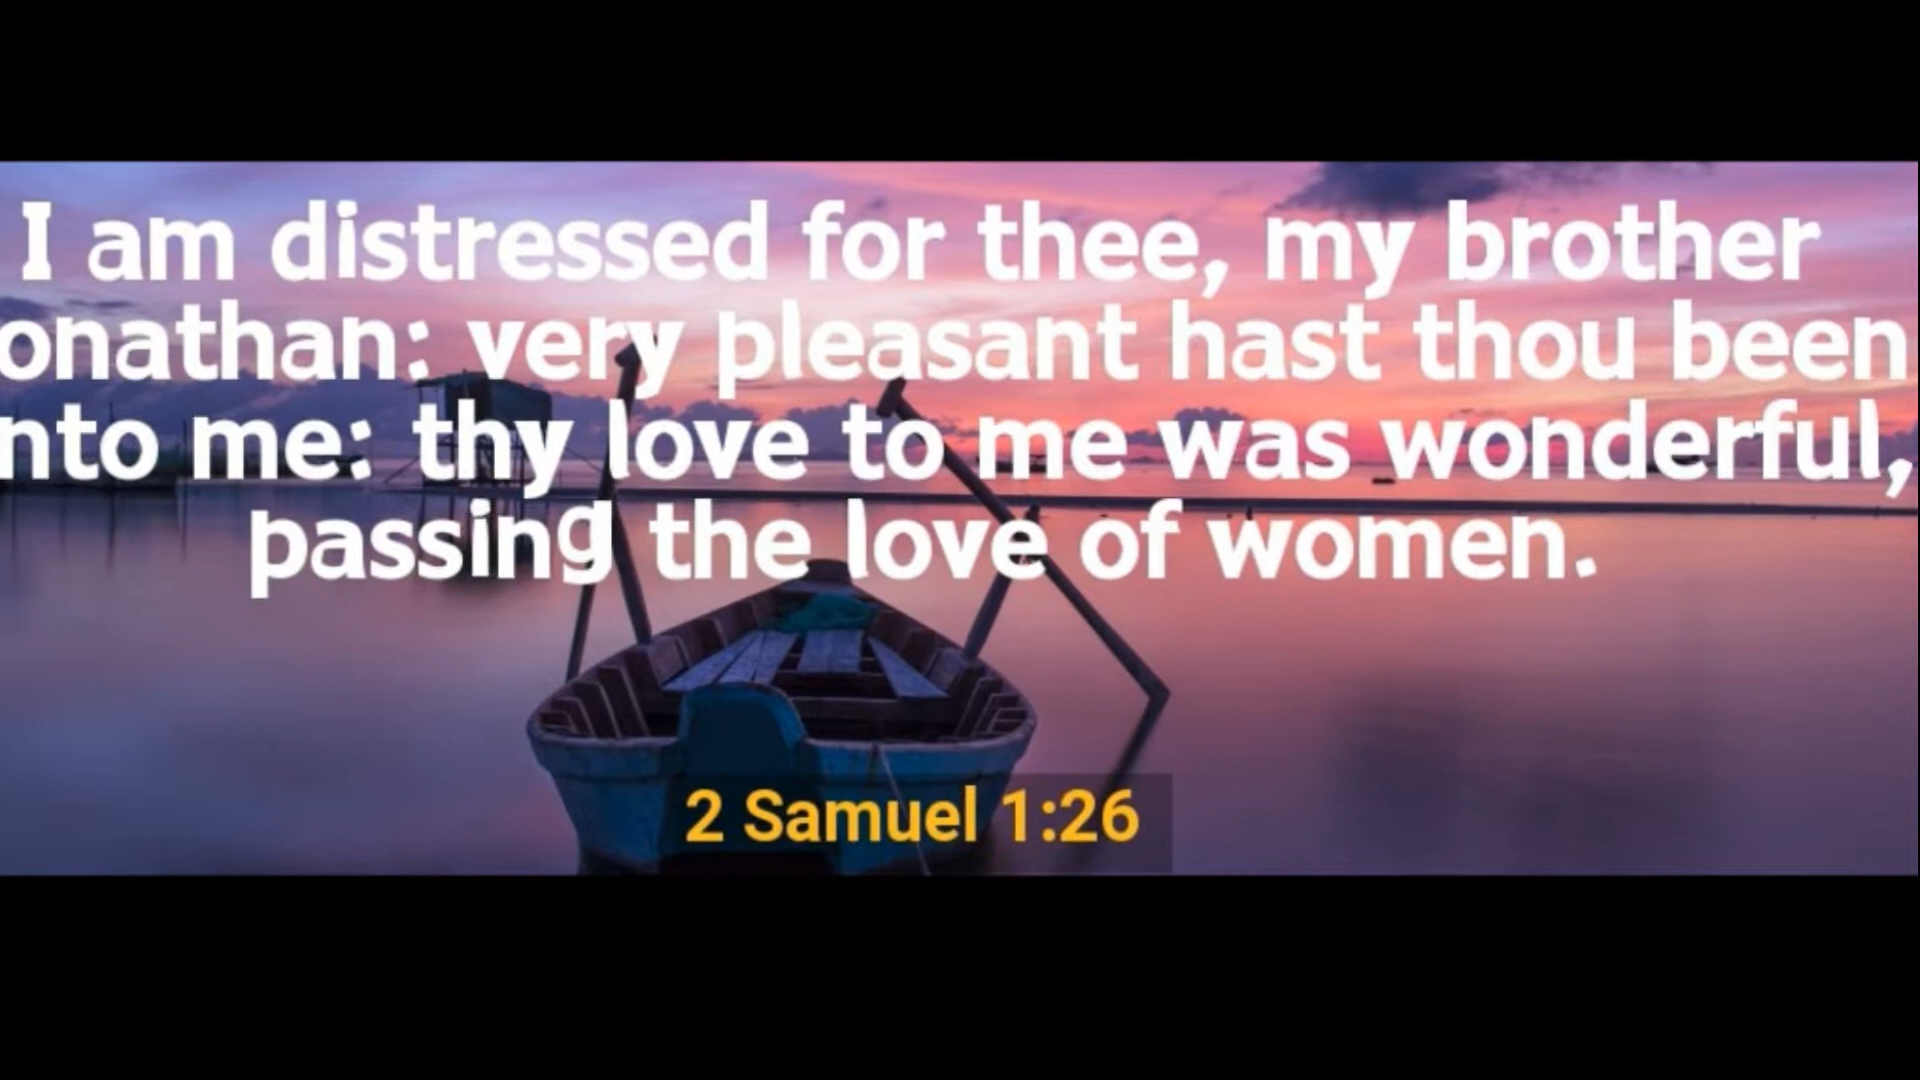 I am distressed for thee, my brother
onathan: very pleasant hast thou been
nto me: thy love to me was wonderful,
passing the love of women.
2 Samuel 1:26